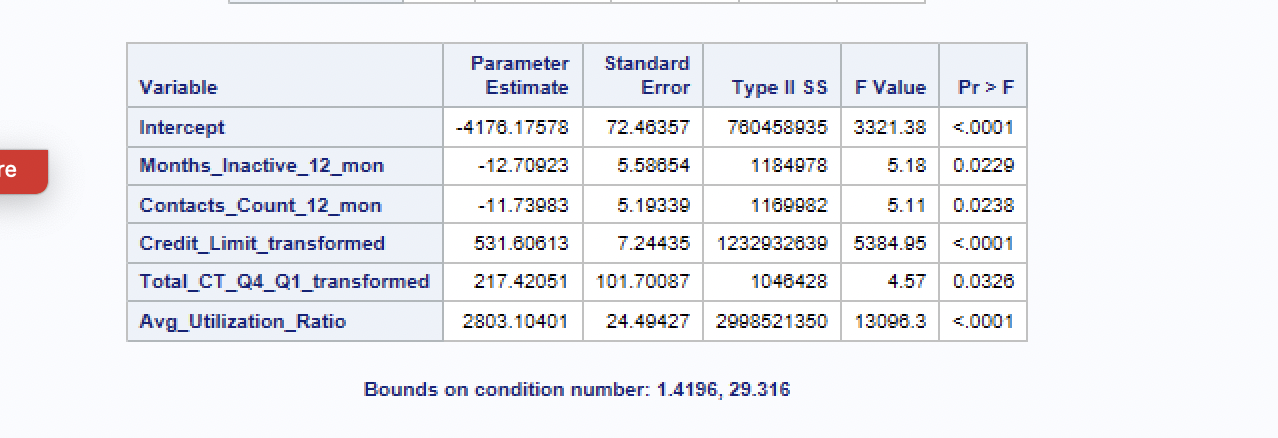 Parameter Standard
Variable Estimate Error Type II SS F Value Pr > F
Intercept -4176.17578 72.46357 760458935 3321.38 <.0001
re
Months_Inactive_12_mon -12.70923 5.58654 1184978 5.18 0.0229
Contacts_Count_12_mon -11.73983 5.19339 1169982 5.11 0.0238
Credit_Limit_transformed 531.60613 7.24435 1232932639 5384.95 <.0001
Total_CT_Q4_Q1_transformed 217.42051 101.70087 1046428 4.57 0.0326
Avg_Utilization_Ratio 2803.10401 24.49427 2998521350 13096.3 <.0001
Bounds on condition number: 1.4196, 29.316